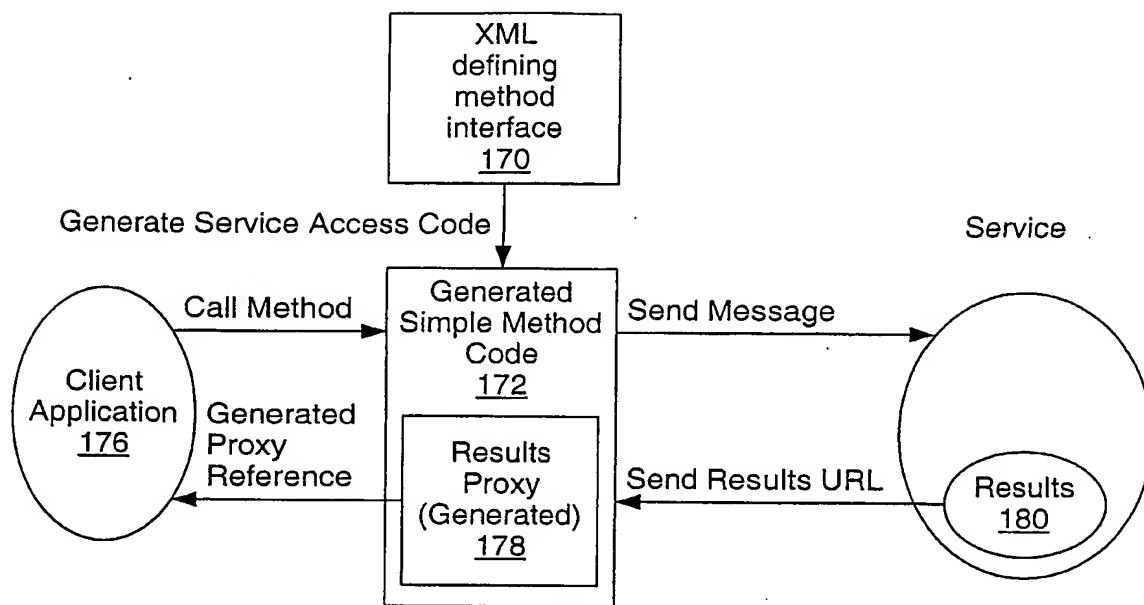 XML
defining
method
interface
170
Generate Service Access Code
Service
Call Method
Generated
Simple Method
Code
172
Send Message
Client
Application
176
Generated
Proxy
Reference
Results
Proxy
(Generated)
178
Send Results URL
Results
180